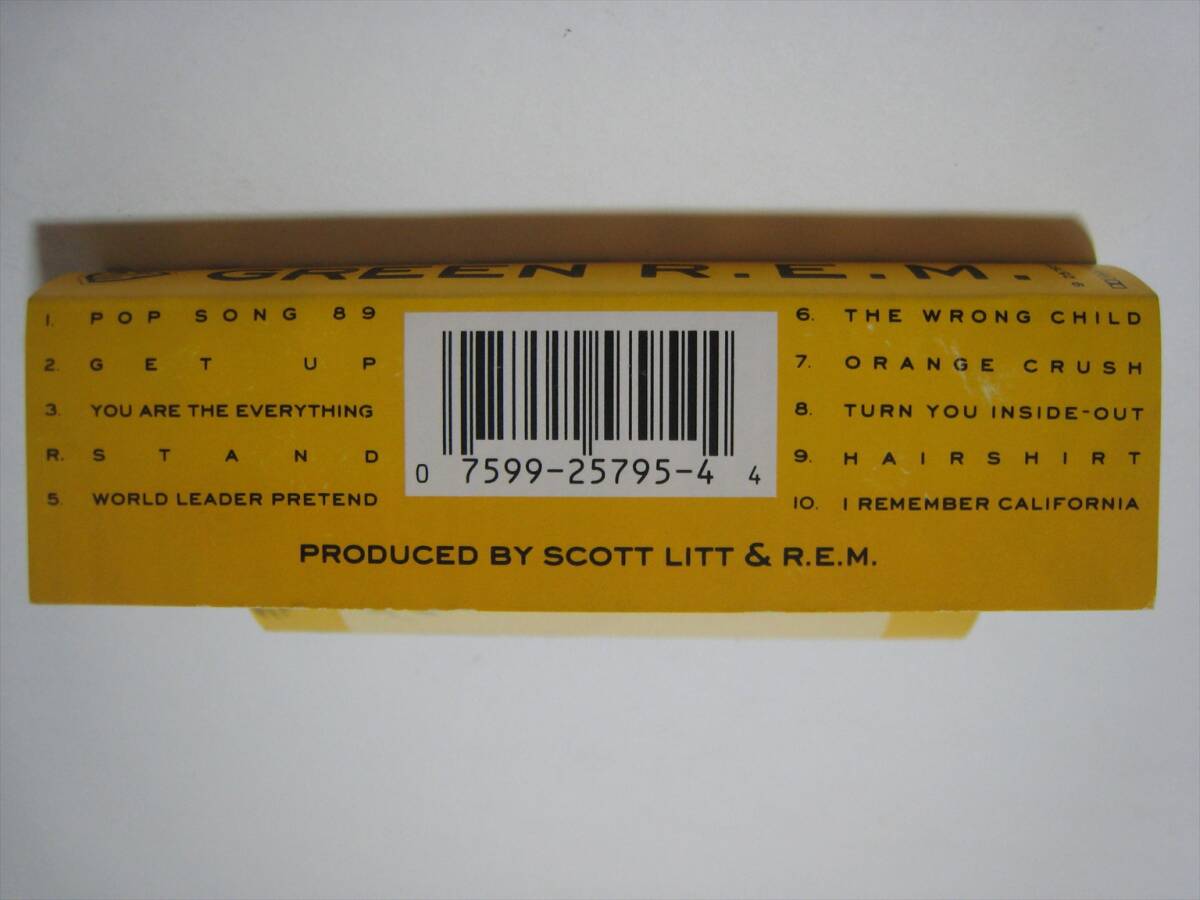 GREEN R.E.M.
1. POP SONG 89
2. GET UP
3. YOU ARE THE EVERYTHING
R. STAND
5. WORLD LEADER PRETEND
0 7599-25795-4 4
6. THE WRONG CHILD
7. ORANGE CRUSH
8. TURN YOU INSIDE-OUT
9. HAIRSHIRT
10. I REMEMBER CALIFORNIA
PRODUCED BY SCOTT LITT & R.E.M.